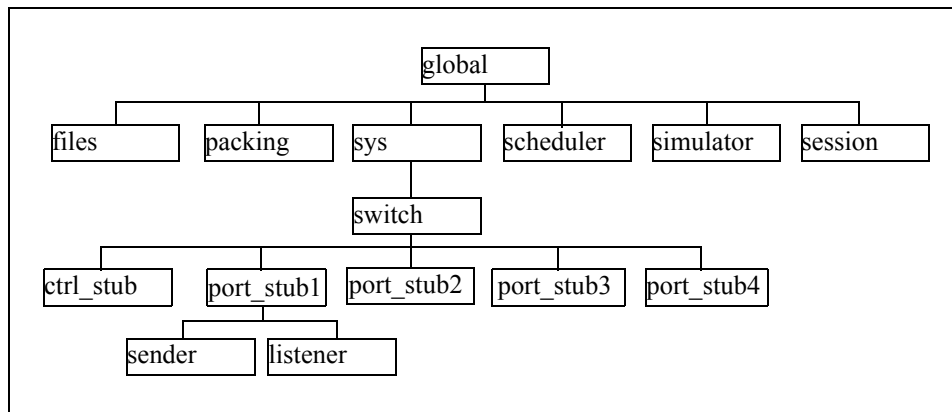 global
files packing sys scheduler simulator session
switch
ctrl_stub port_stub1 port_stub2 port_stub3 port_stub4
sender listener